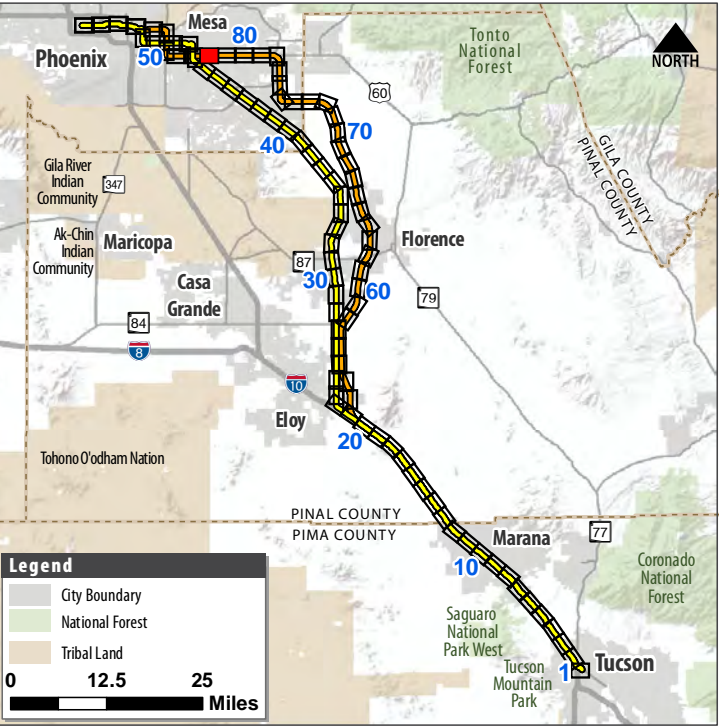 Mesa
80
Phoenix
50
Tonto
National
Forest
NORTH
60
70
40
GILA COUNTY
PINAL COUNTY
Gila River
Indian
Community
347
Ak-Chin
Indian
Community
Maricopa
Florence
87
30
60
Casa
Grande
79
84
8
10
Eloy
20
Tohono O'odham Nation
PINAL COUNTY
PIMA COUNTY
Marana
77
10
Coronado
National
Forest
Saguaro
National
Park West
Tucson
Mountain
Park
1
Tucson
Legend
City Boundary
National Forest
Tribal Land
0 12.5 25
Miles